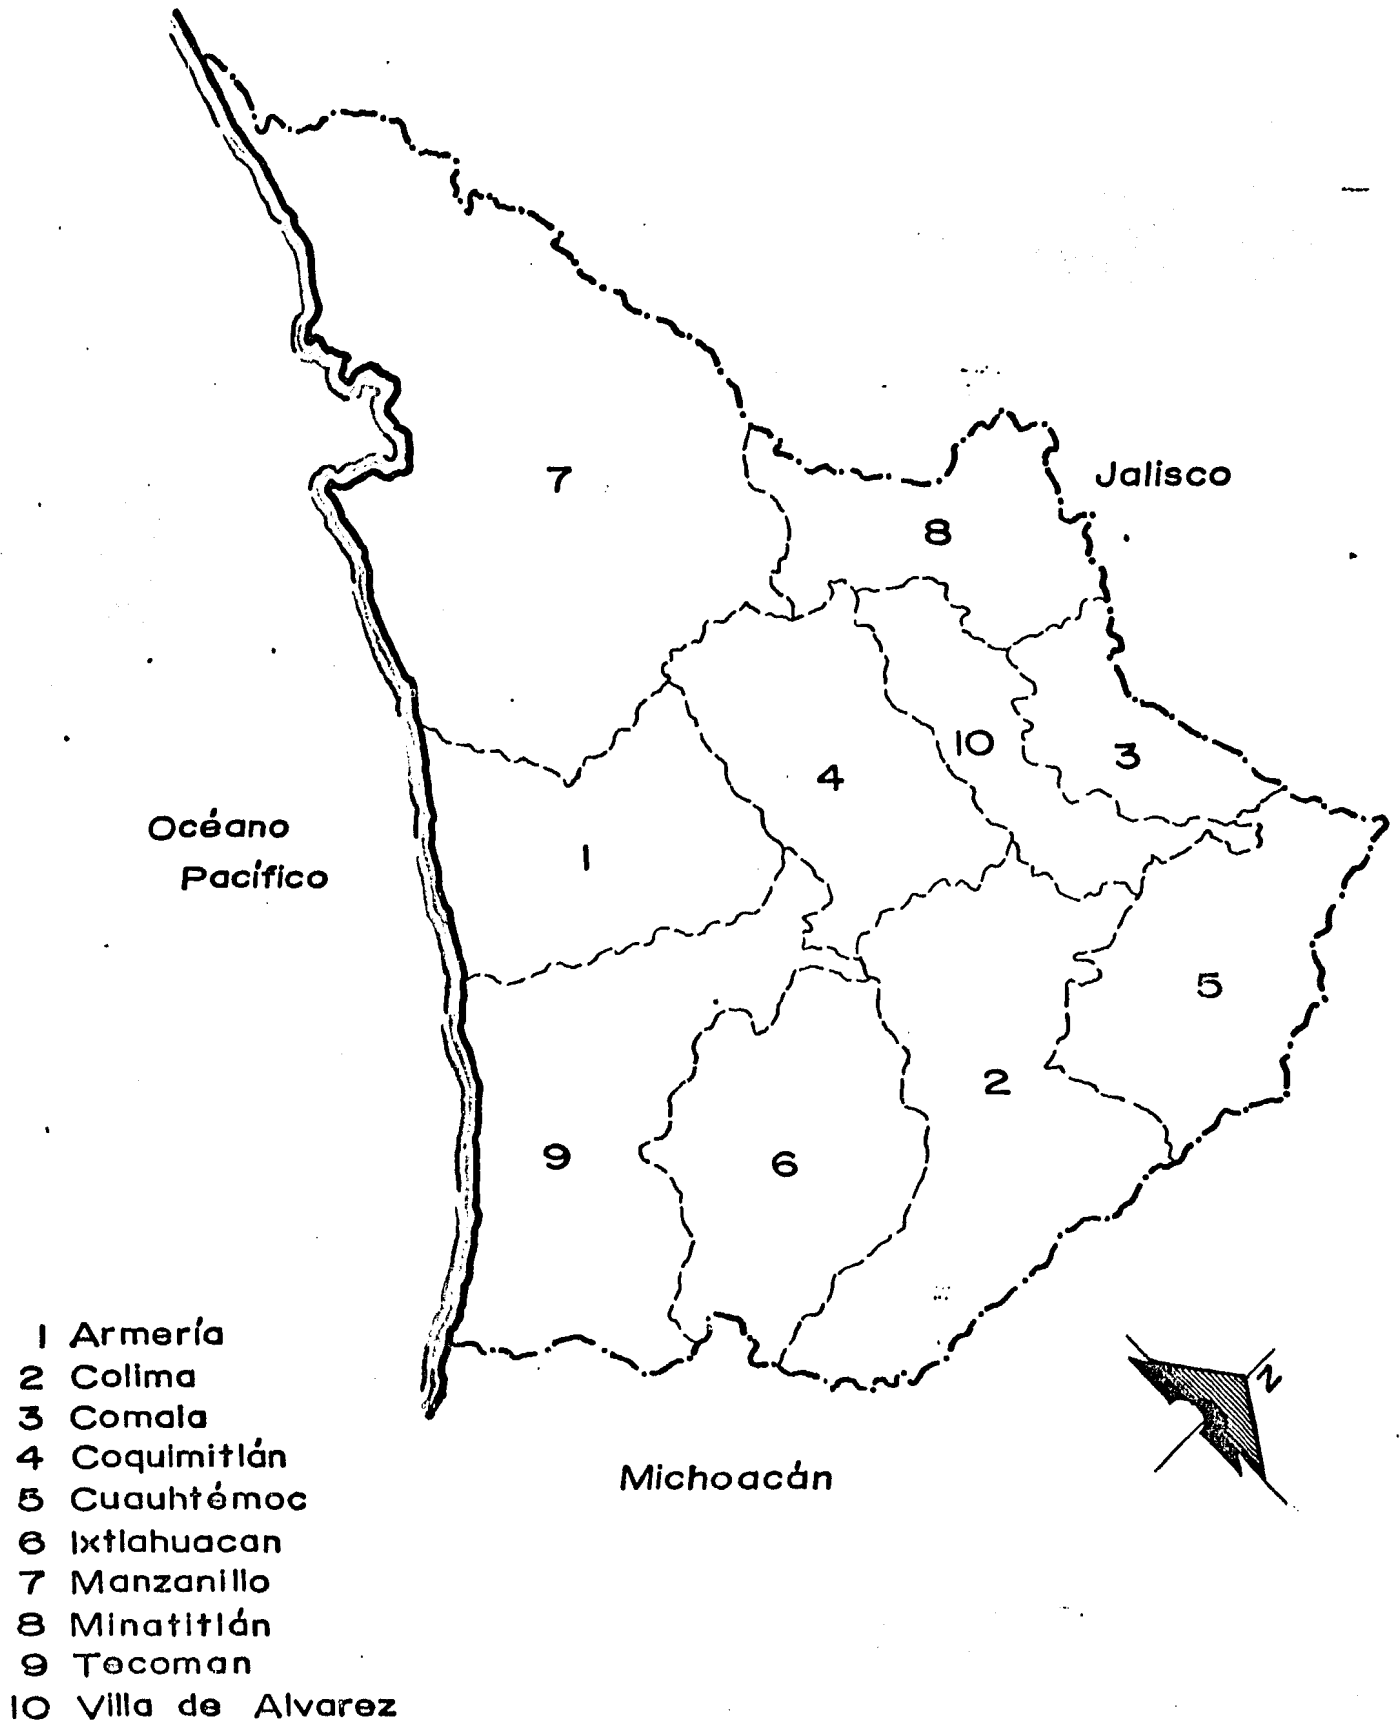 7
Jalisco
8
10
3
4
Océano
Pacífico
1
5
2
9
6
1 Armería
2 Colima
3 Comala
4 Coquimitlán
5 Cuauhtémoc
6 Ixtlahuacan
7 Manzanillo
8 Minatitlán
9 Tecoman
10 Villa de Alvarez
Michoacán
N